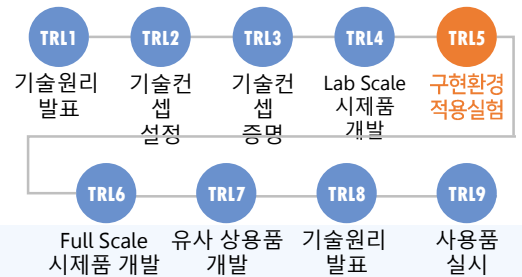 TRL1
TRL2
TRL3
TRL4
TRL5
기술원리
발표
기술컨
셉
설정
기술컨
셉
증명
Lab Scale
시제품
개발
구현환경
적용실험
TRL6
TRL7
TRL8
TRL9
Full Scale
시제품 개발
유사 상용품
개발
기술원리
발표
사용품
실시